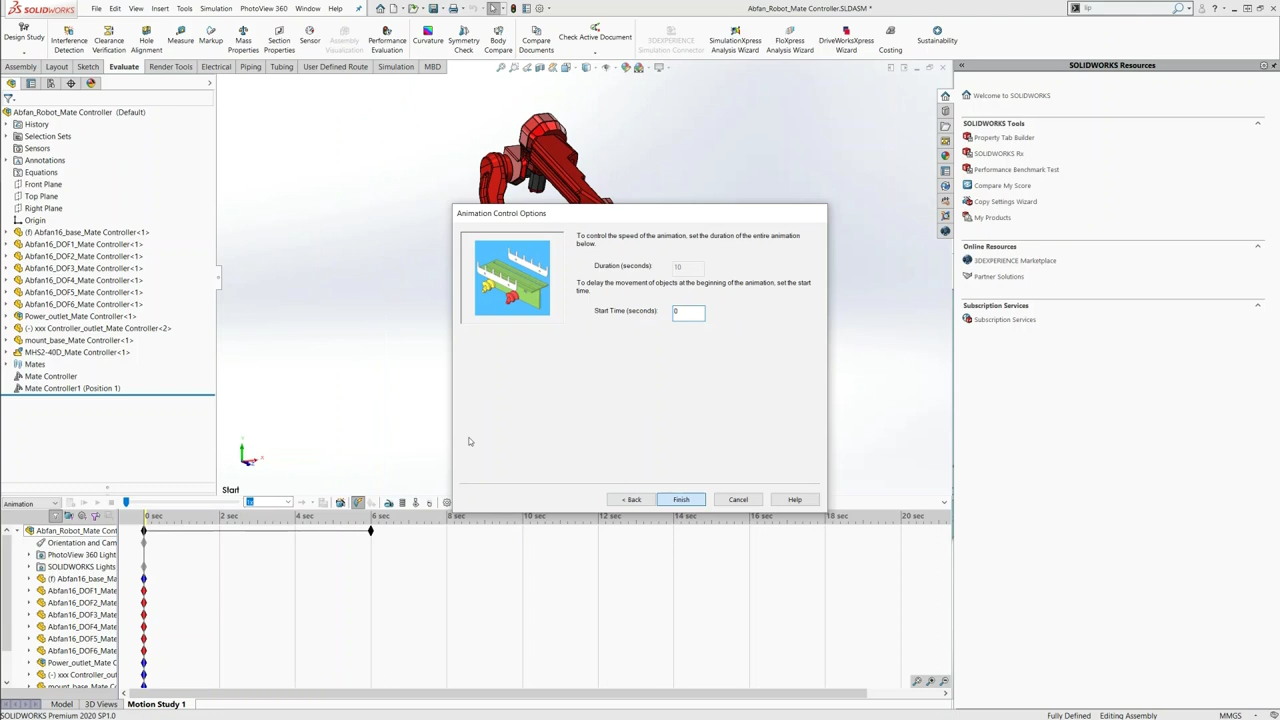 SOLIDWORKS
File Edit View Insert Tools Simulation PhotoView 360 Window Help
Abfan_Robot_Mate Controller.SLDASM *
lip
Design Study
Interference Detection
Clearance Verification
Hole Alignment
Measure
Markup
Mass Properties
Section Properties
Sensor
Assembly Visualization
Performance Evaluation
Curvature
Symmetry Check
Body Compare
Compare Documents
Check Active Document
3DEXPERIENCE Simulation Connector
SimulationXpress Analysis Wizard
FloXpress Analysis Wizard
DriveWorksXpress Wizard
Costing
Sustainability
Assembly Layout Sketch Evaluate Render Tools Electrical Piping Tubing User Defined Route Simulation MBD
SOLIDWORKS Resources
Welcome to SOLIDWORKS
SOLIDWORKS Tools
Property Tab Builder
SOLIDWORKS Rx
Performance Benchmark Test
Compare My Score
Copy Settings Wizard
My Products
Online Resources
3DEXPERIENCE Marketplace
Partner Solutions
Subscription Services
Subscription Services
Abfan_Robot_Mate Controller (Default)
History
Selection Sets
Sensors
Annotations
Equations
Front Plane
Top Plane
Right Plane
Origin
(f) Abfan16_base_Mate Controller<1>
Abfan16_DOF1_Mate Controller<1>
Abfan16_DOF2_Mate Controller<1>
Abfan16_DOF3_Mate Controller<1>
Abfan16_DOF4_Mate Controller<1>
Abfan16_DOF5_Mate Controller<1>
Abfan16_DOF6_Mate Controller<1>
Power_outlet_Mate Controller<1>
(-) xxx Controller_outlet_Mate Controller<2>
mount_base_Mate Controller<1>
MHS2-40D_Mate Controller<1>
Mates
Mate Controller
Mate Controller1 (Position 1)
Animation Control Options
To control the speed of the animation, set the duration of the entire animation
below.
Duration (seconds): 10
To delay the movement of objects at the beginning of the animation, set the start
time.
Start Time (seconds): 0
< Back Finish Cancel Help
Start
Animation
0 sec 2 sec 4 sec 6 sec 8 sec 10 sec 12 sec 14 sec 16 sec 18 sec 20 sec
Abfan_Robot_Mate Cont
Orientation and Cam
PhotoView 360 Light
SOLIDWORKS Lights
(f) Abfan16_base_Ma
Abfan16_DOF1_Mate
Abfan16_DOF2_Mate
Abfan16_DOF3_Mate
Abfan16_DOF4_Mate
Abfan16_DOF5_Mate
Abfan16_DOF6_Mate
Power_outlet_Mate C
(-) xxx Controller_out
mount_base_Mate Co
Model 3D Views Motion Study 1
SOLIDWORKS Premium 2020 SP1.0
Fully Defined Editing Assembly MMGS